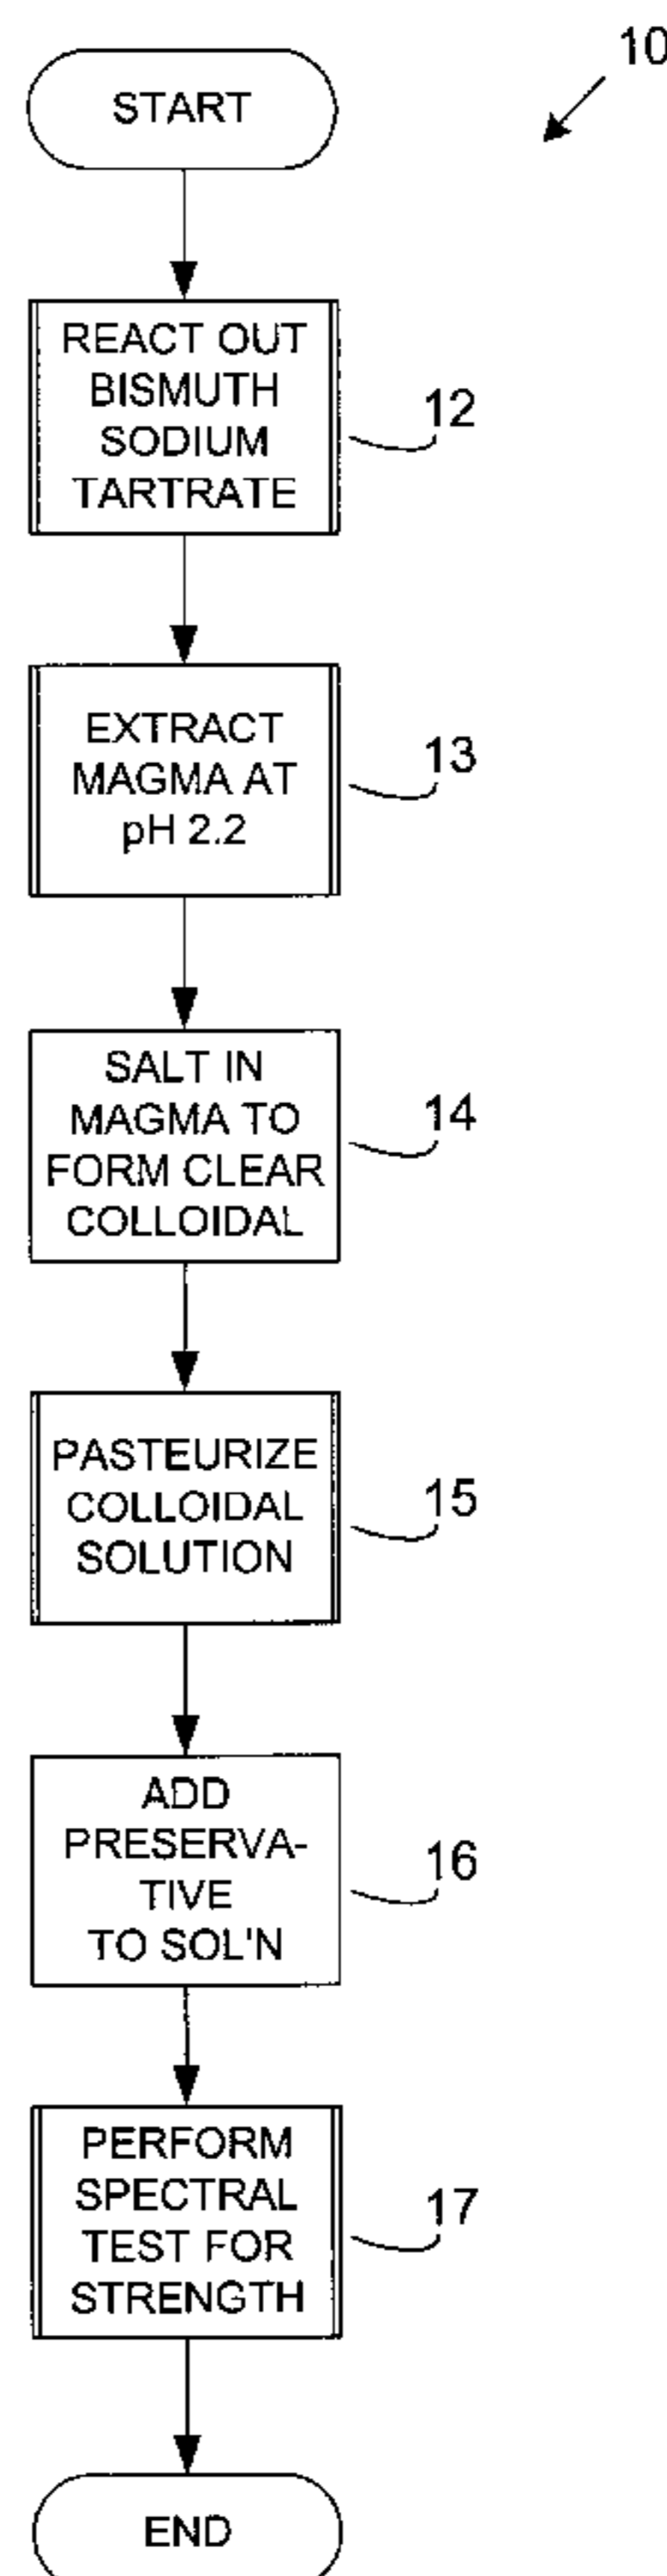 10
START
REACT OUT
BISMUTH
SODIUM
TARTRATE
12
EXTRACT
MAGMA AT
pH 2.2
13
SALT IN
MAGMA TO
FORM CLEAR
COLLOIDAL
14
PASTEURIZE
COLLOIDAL
SOLUTION
15
ADD
PRESERVA-
TIVE
TO SOL'N
16
PERFORM
SPECTRAL
TEST FOR
STRENGTH
17
END